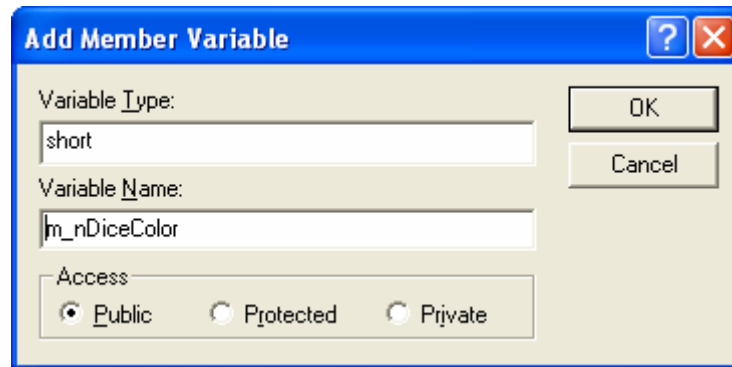 Add Member Variable
Variable Type:
OK
short
Cancel
Variable Name:
m_nDiceColor
Access
Public Protected Private